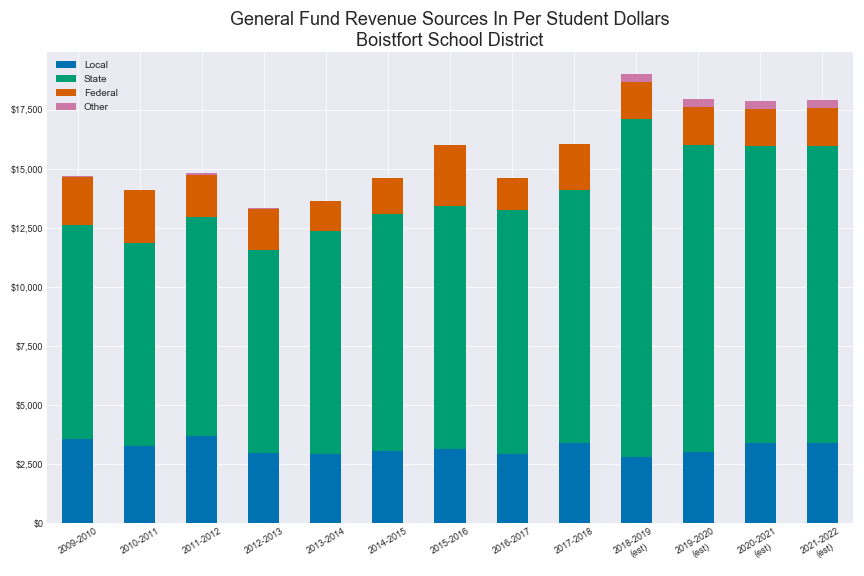 General Fund Revenue Sources In Per Student Dollars
Boistfort School District
Local
State
Federal
Other
$17,500
$15,000
$12,500
$10,000
$7,500
$5,000
$2,500
$0
2009-2010
2010-2011
2011-2012
2012-2013
2013-2014
2014-2015
2015-2016
2016-2017
2017-2018
2018-2019
(est)
2019-2020
(est)
2020-2021
(est)
2021-2022
(est)